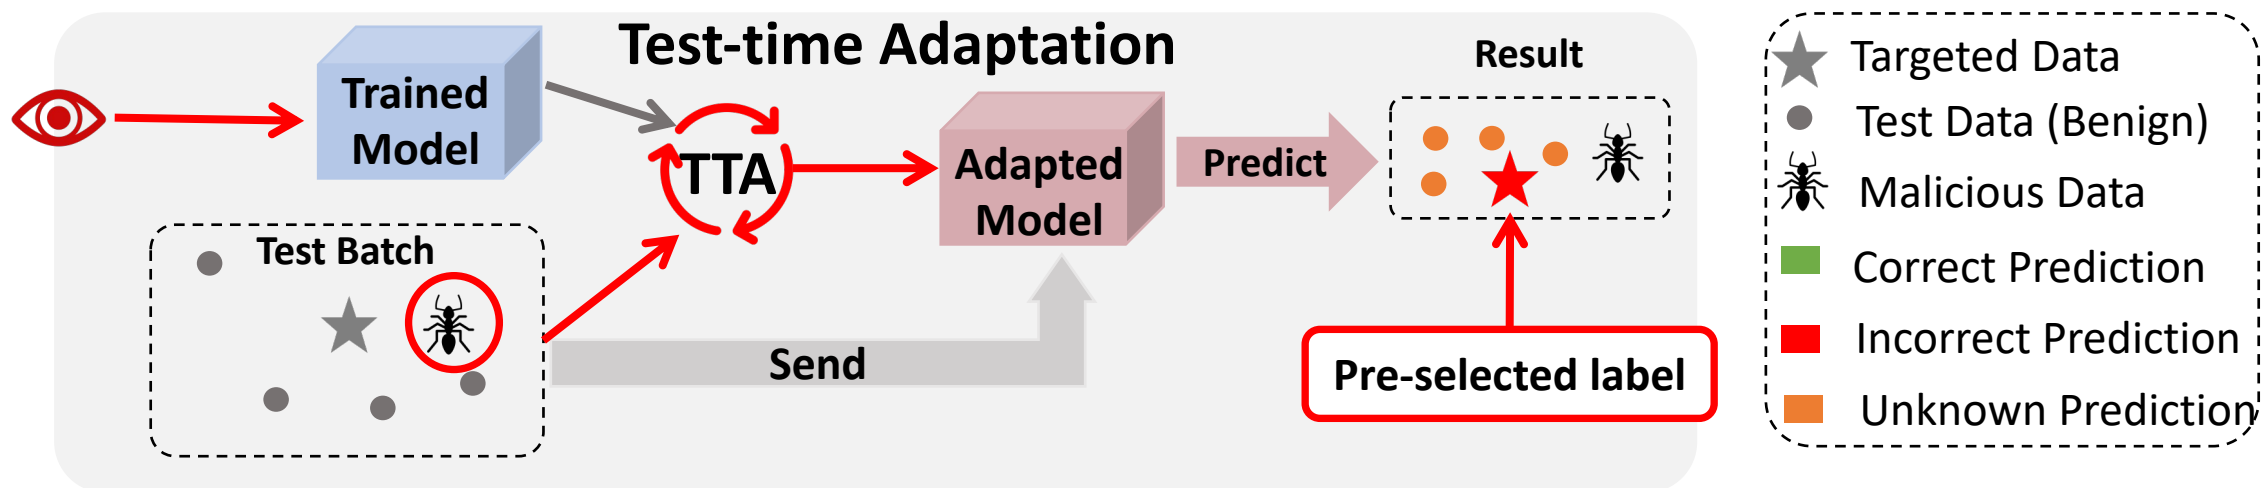 Test-time Adaptation
Trained
Model
TTA
Adapted
Model
Predict
Result
Test Batch
Send
Pre-selected label
Targeted Data
Test Data (Benign)
Malicious Data
Correct Prediction
Incorrect Prediction
Unknown Prediction